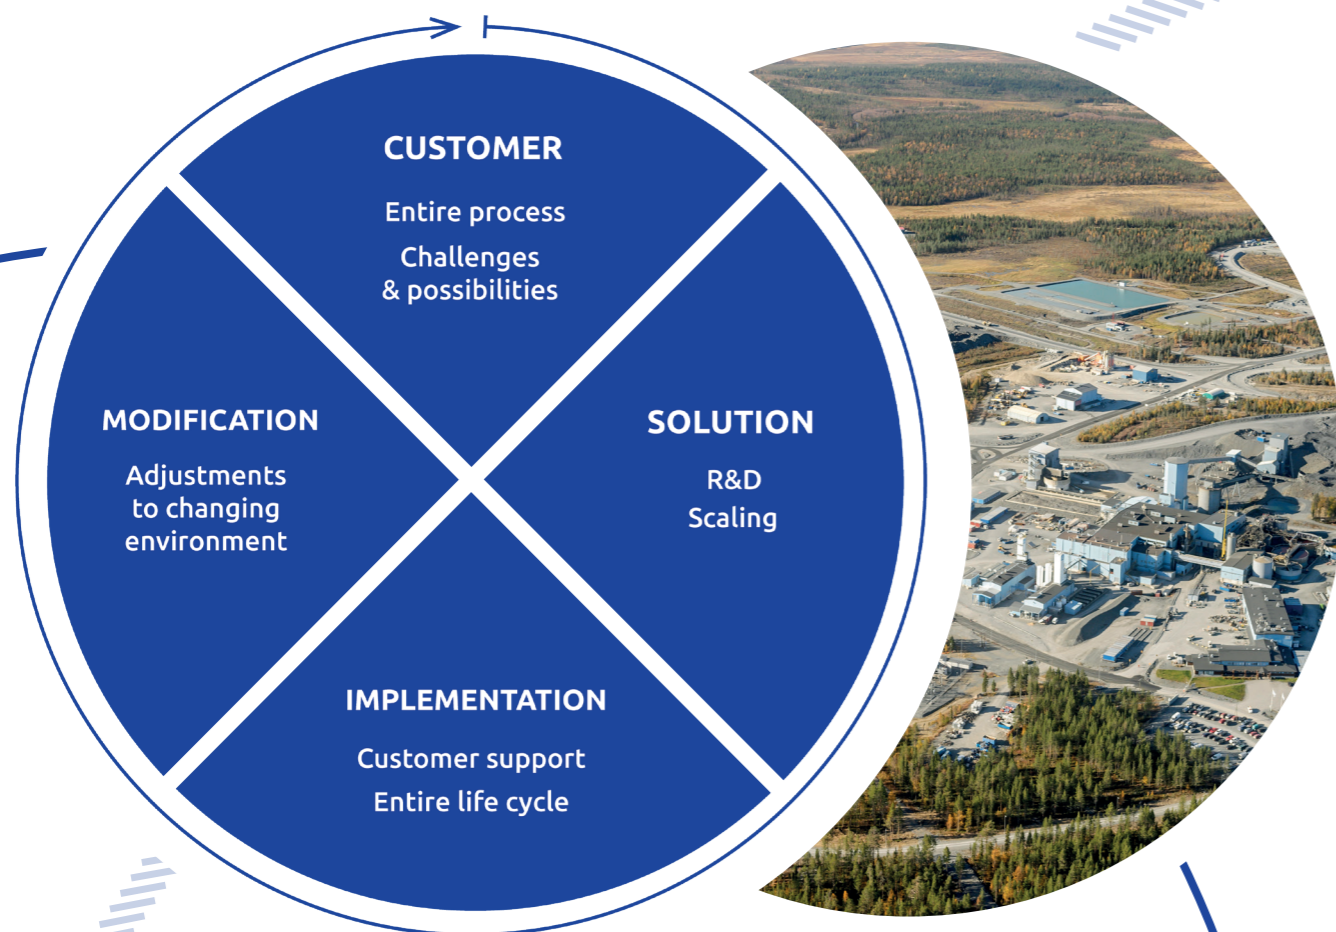 CUSTOMER
Entire process
Challenges
& possibilities
MODIFICATION
Adjustments
to changing
environment
SOLUTION
R&D
Scaling
IMPLEMENTATION
Customer support
Entire life cycle